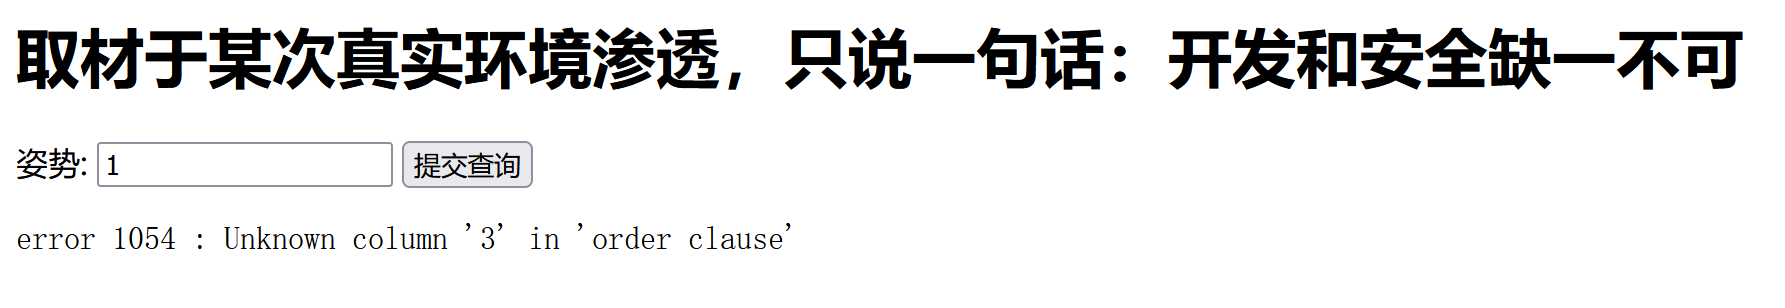 取材于某次真实环境渗透，只说一句话：开发和安全缺一不可
姿势: 1 提交查询
error 1054 : Unknown column '3' in 'order clause'